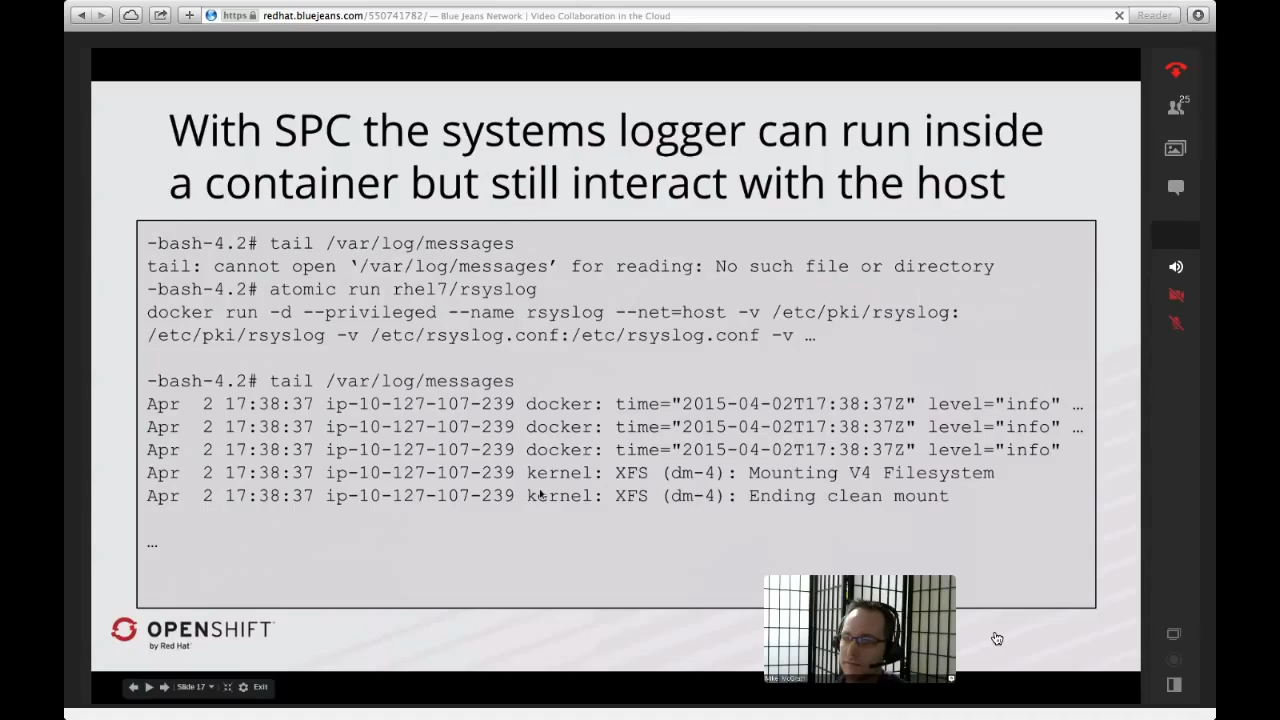 https redhat.bluejeans.com/550741782/ — Blue Jeans Network | Video Collaboration in the Cloud Reader
25
With SPC the systems logger can run inside
a container but still interact with the host
-bash-4.2# tail /var/log/messages
tail: cannot open ‘/var/log/messages’ for reading: No such file or directory
-bash-4.2# atomic run rhel7/rsyslog
docker run -d --privileged --name rsyslog --net=host -v /etc/pki/rsyslog:
/etc/pki/rsyslog -v /etc/rsyslog.conf:/etc/rsyslog.conf -v …
-bash-4.2# tail /var/log/messages
Apr  2 17:38:37 ip-10-127-107-239 docker: time="2015-04-02T17:38:37Z" level="info" …
Apr  2 17:38:37 ip-10-127-107-239 docker: time="2015-04-02T17:38:37Z" level="info" …
Apr  2 17:38:37 ip-10-127-107-239 docker: time="2015-04-02T17:38:37Z" level="info"
Apr  2 17:38:37 ip-10-127-107-239 kernel: XFS (dm-4): Mounting V4 Filesystem
Apr  2 17:38:37 ip-10-127-107-239 kernel: XFS (dm-4): Ending clean mount
…
OPENSHIFT
by Red Hat
Mike McGrath
Slide 17 Exit